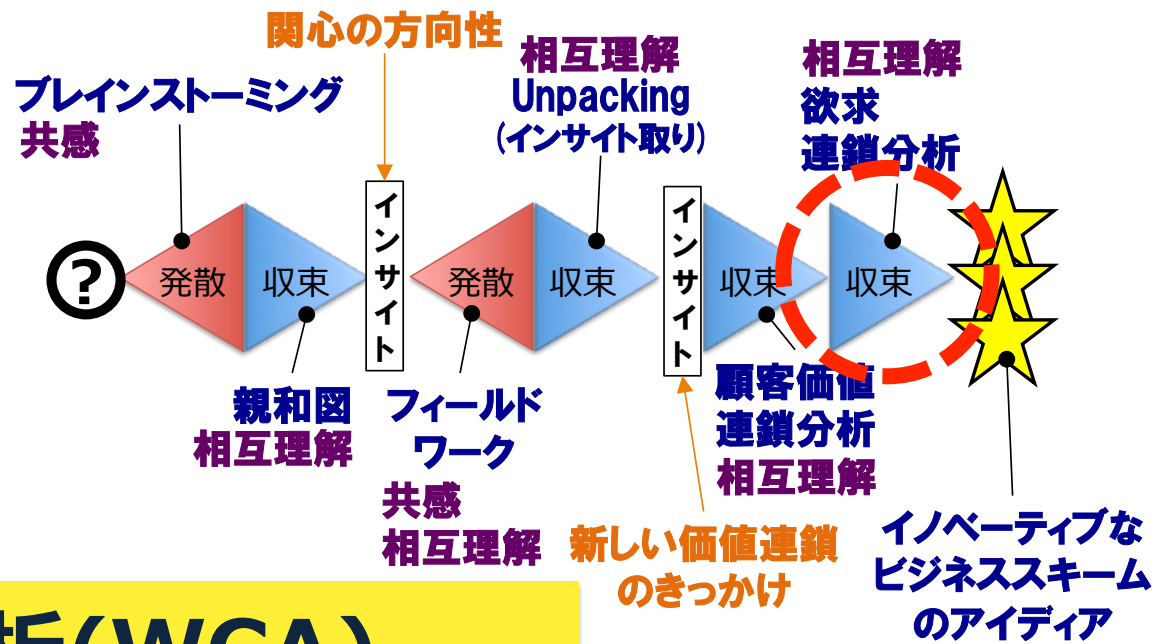 関心の方向性
ブレインストーミング
共感
相互理解
Unpacking
(インサイト取り)
相互理解
欲求
連鎖分析
?
発散
収束
インサイト
発散
収束
インサイト
収束
収束
親和図
相互理解
フィールド
ワーク
共感
相互理解
新しい価値連鎖
のきっかけ
顧客価値
連鎖分析
相互理解
イノベーティブな
ビジネススキーム
のアイディア
析(WCA)